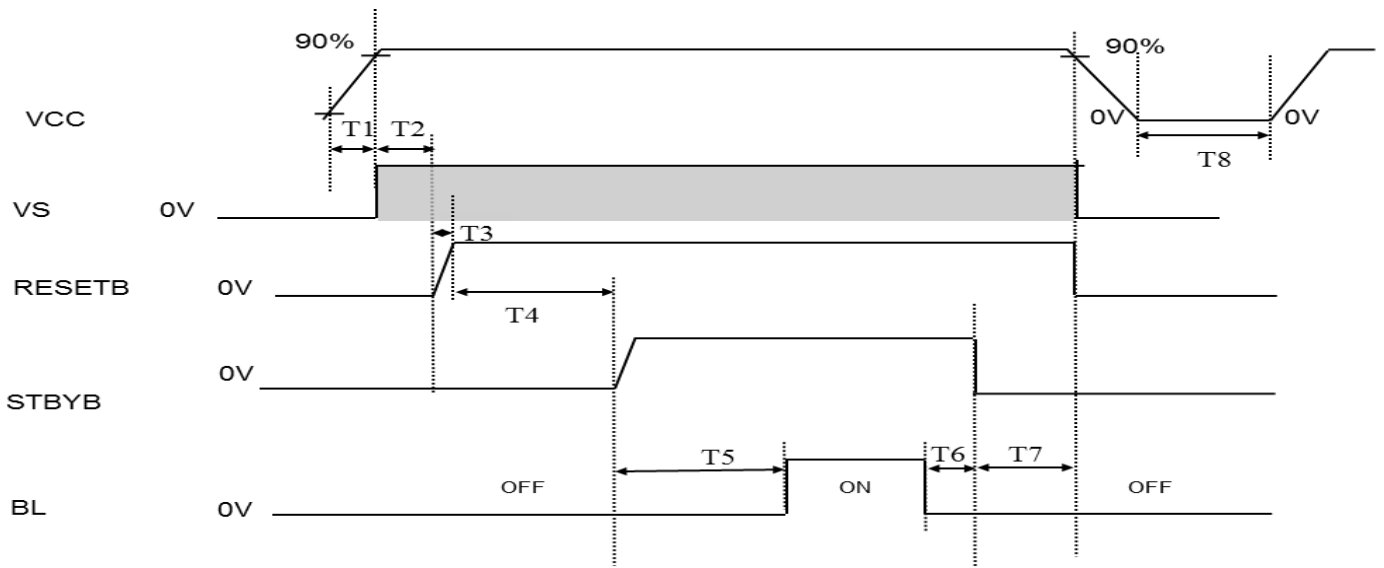 90% 90%
VCC T1 T2 0V 0V
T8
VS 0V
T3
RESETB 0V
T4
0V
STBYB
T5 T6 T7
OFF ON OFF
BL 0V